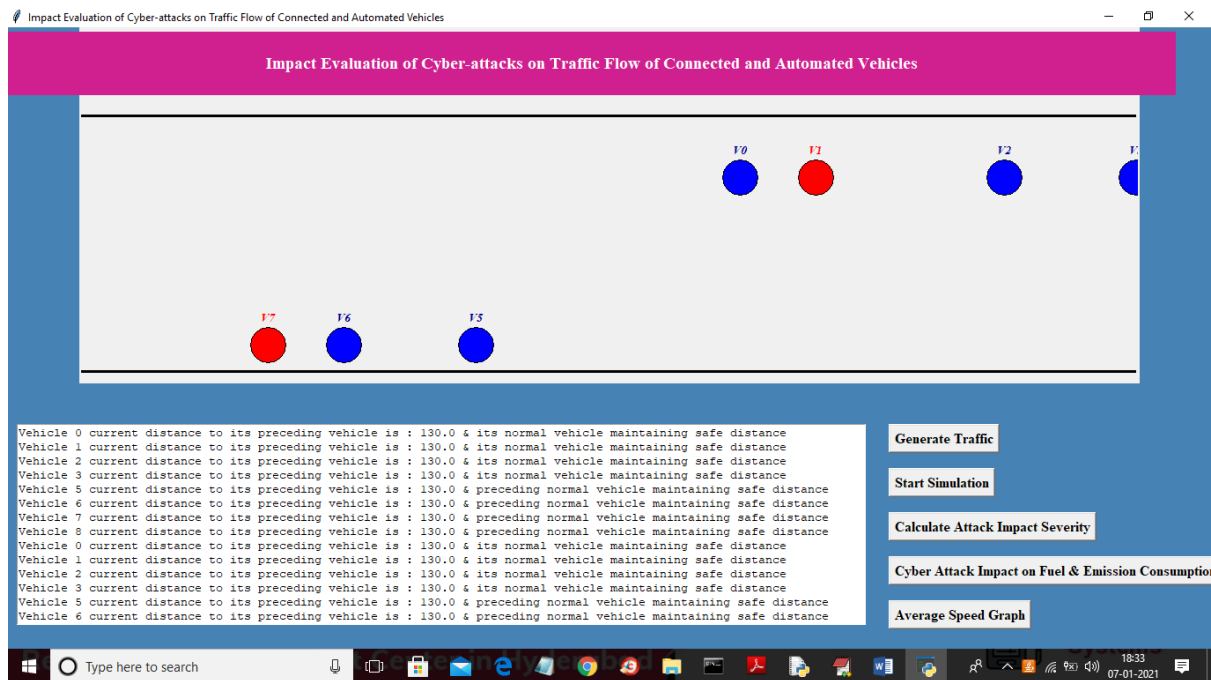 Impact Evaluation of Cyber-attacks on Traffic Flow of Connected and Automated Vehicles
Impact Evaluation of Cyber-attacks on Traffic Flow of Connected and Automated Vehicles
V0 V1 V2 V
V7 V6 V5
Vehicle 0 current distance to its preceding vehicle is : 130.0 & its normal vehicle maintaining safe distance
Vehicle 1 current distance to its preceding vehicle is : 130.0 & its normal vehicle maintaining safe distance
Vehicle 2 current distance to its preceding vehicle is : 130.0 & its normal vehicle maintaining safe distance
Vehicle 3 current distance to its preceding vehicle is : 130.0 & its normal vehicle maintaining safe distance
Vehicle 5 current distance to its preceding vehicle is : 130.0 & preceding normal vehicle maintaining safe distance
Vehicle 6 current distance to its preceding vehicle is : 130.0 & preceding normal vehicle maintaining safe distance
Vehicle 7 current distance to its preceding vehicle is : 130.0 & preceding normal vehicle maintaining safe distance
Vehicle 8 current distance to its preceding vehicle is : 130.0 & preceding normal vehicle maintaining safe distance
Vehicle 0 current distance to its preceding vehicle is : 130.0 & its normal vehicle maintaining safe distance
Vehicle 1 current distance to its preceding vehicle is : 130.0 & its normal vehicle maintaining safe distance
Vehicle 2 current distance to its preceding vehicle is : 130.0 & its normal vehicle maintaining safe distance
Vehicle 3 current distance to its preceding vehicle is : 130.0 & its normal vehicle maintaining safe distance
Vehicle 5 current distance to its preceding vehicle is : 130.0 & preceding normal vehicle maintaining safe distance
Vehicle 6 current distance to its preceding vehicle is : 130.0 & preceding normal vehicle maintaining safe distance
Generate Traffic
Start Simulation
Calculate Attack Impact Severity
Cyber Attack Impact on Fuel & Emission Consumptio
Average Speed Graph
Type here to search
18:33
07-01-2021